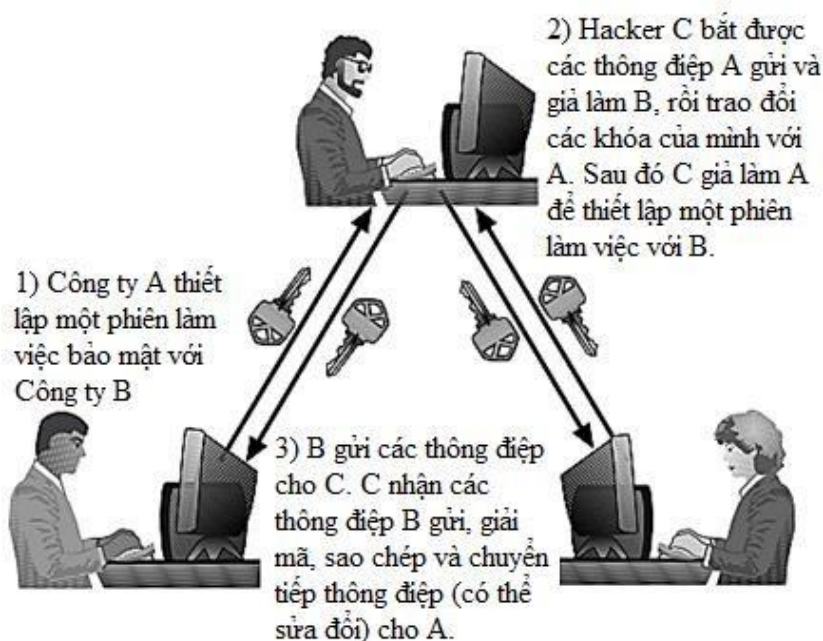 1) Công ty A thiết
lập một phiên làm
việc bảo mật với
Công ty B
2) Hacker C bắt được
các thông điệp A gửi và
giả làm B, rồi trao đổi
các khóa của mình với
A. Sau đó C giả làm A
để thiết lập một phiên
làm việc với B.
3) B gửi các thông điệp
cho C. C nhận các
thông điệp B gửi, giải
mã, sao chép và chuyển
tiếp thông điệp (có thể
sửa đổi) cho A.